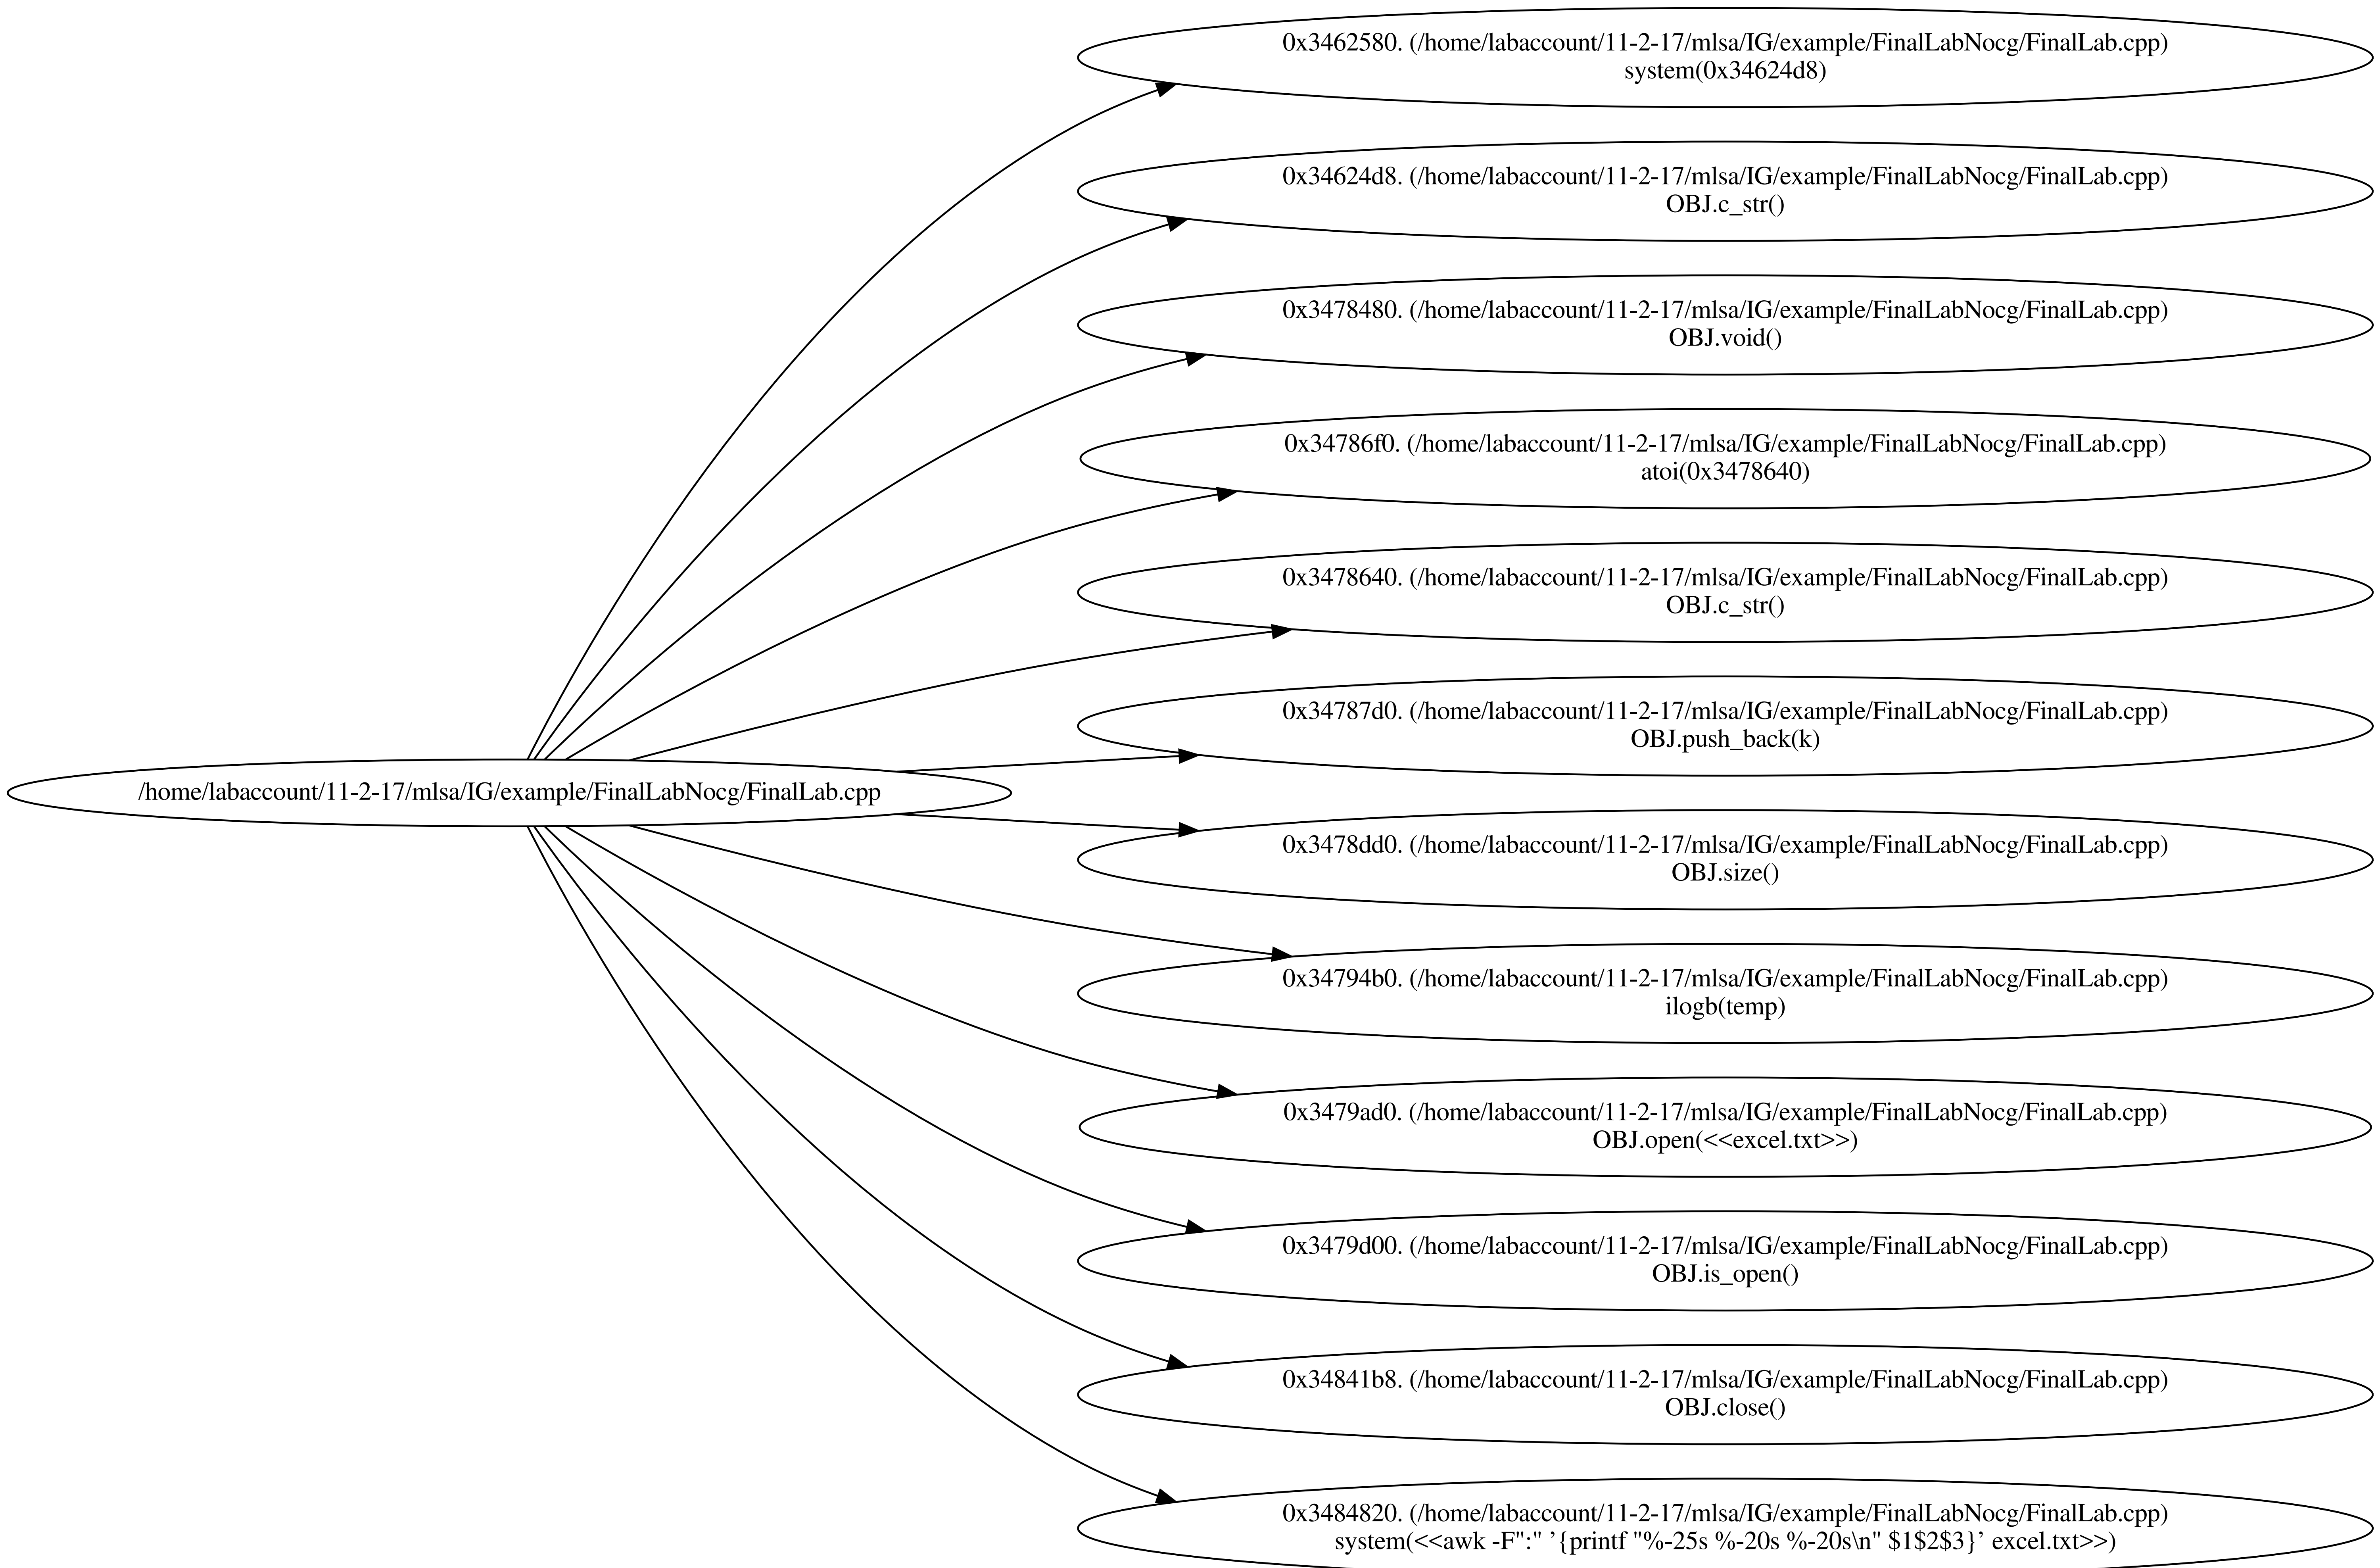 0x3462580. (/home/labaccount/11-2-17/mlsa/IG/example/FinalLabNocg/FinalLab.cpp)
system(0x34624d8)
0x34624d8. (/home/labaccount/11-2-17/mlsa/IG/example/FinalLabNocg/FinalLab.cpp)
OBJ.c_str()
0x3478480. (/home/labaccount/11-2-17/mlsa/IG/example/FinalLabNocg/FinalLab.cpp)
OBJ.void()
0x34786f0. (/home/labaccount/11-2-17/mlsa/IG/example/FinalLabNocg/FinalLab.cpp)
atoi(0x3478640)
0x3478640. (/home/labaccount/11-2-17/mlsa/IG/example/FinalLabNocg/FinalLab.cpp)
OBJ.c_str()
0x34787d0. (/home/labaccount/11-2-17/mlsa/IG/example/FinalLabNocg/FinalLab.cpp)
OBJ.push_back(k)
/home/labaccount/11-2-17/mlsa/IG/example/FinalLabNocg/FinalLab.cpp
0x3478dd0. (/home/labaccount/11-2-17/mlsa/IG/example/FinalLabNocg/FinalLab.cpp)
OBJ.size()
0x34794b0. (/home/labaccount/11-2-17/mlsa/IG/example/FinalLabNocg/FinalLab.cpp)
ilogb(temp)
0x3479ad0. (/home/labaccount/11-2-17/mlsa/IG/example/FinalLabNocg/FinalLab.cpp)
OBJ.open(<<excel.txt>>)
0x3479d00. (/home/labaccount/11-2-17/mlsa/IG/example/FinalLabNocg/FinalLab.cpp)
OBJ.is_open()
0x34841b8. (/home/labaccount/11-2-17/mlsa/IG/example/FinalLabNocg/FinalLab.cpp)
OBJ.close()
0x3484820. (/home/labaccount/11-2-17/mlsa/IG/example/FinalLabNocg/FinalLab.cpp)
system(<<awk -F":" ’{printf "%-25s %-20s %-20s\n" $1$2$3}’ excel.txt>>)